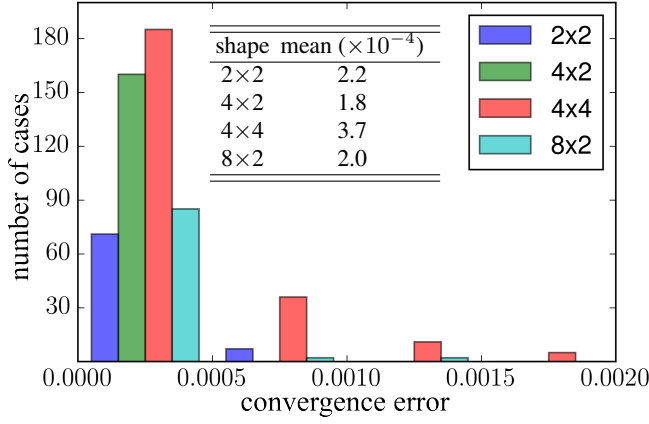 number of cases
180
150
120
90
60
30
0.0000
0.0005
0.0010
0.0015
0.0020
convergence error
shape mean (×10⁻⁴)
2×2 2.2
4×2 1.8
4×4 3.7
8×2 2.0
2x2
4x2
4x4
8x2